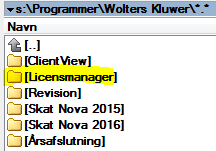 s:\Programmer\Wolters Kluwer\*.*
Navn
[..]
[ClientView]
[Licensmanager]
[Revision]
[Skat Nova 2015]
[Skat Nova 2016]
[Årsafslutning]